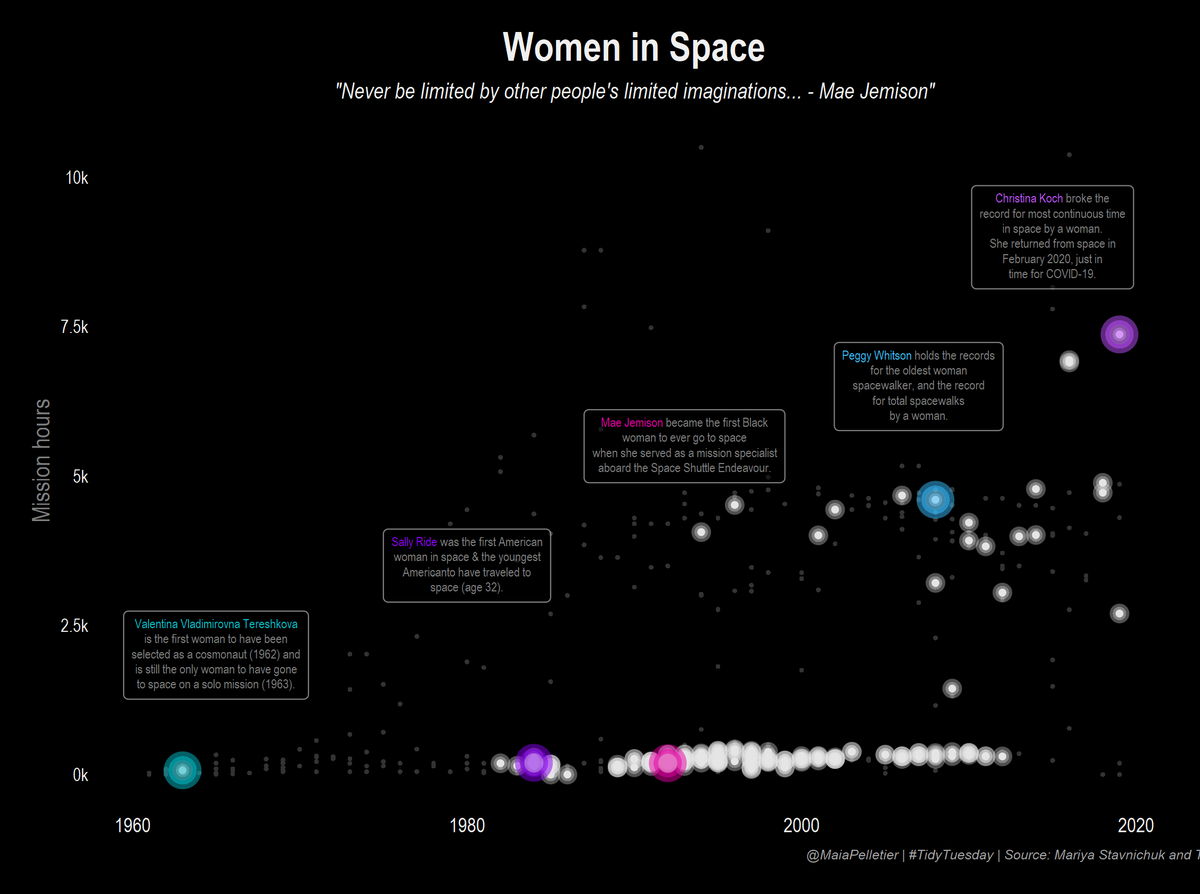 Women in Space
"Never be limited by other people's limited imaginations... - Mae Jemison"
10k
7.5k
5k
2.5k
0k
Mission hours
Christina Koch broke the
record for most continuous time
in space by a woman.
She returned from space in
February 2020, just in
time for COVID-19.
Peggy Whitson holds the records
for the oldest woman
spacewalker, and the record
for total spacewalks
by a woman.
Mae Jemison became the first Black
woman to ever go to space
when she served as a mission specialist
aboard the Space Shuttle Endeavour.
Sally Ride was the first American
woman in space & the youngest
Americanto have traveled to
space (age 32).
Valentina Vladimirovna Tereshkova
is the first woman to have been
selected as a cosmonaut (1962) and
is still the only woman to have gone
to space on a solo mission (1963).
1960
1980
2000
2020
@MaiaPelletier | #TidyTuesday | Source: Mariya Stavnichuk and